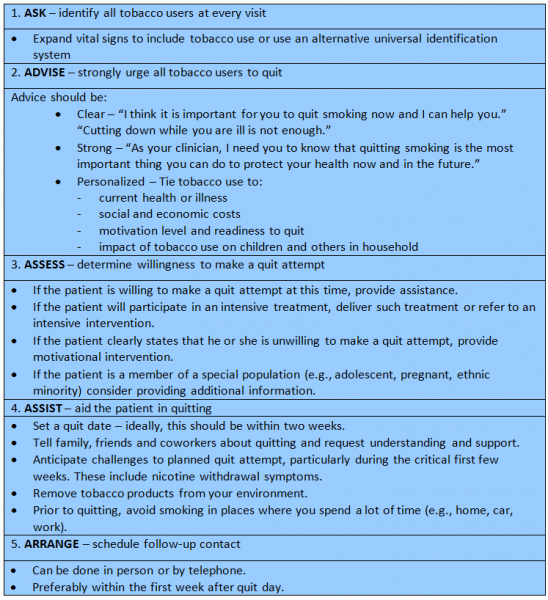 1. ASK – identify all tobacco users at every visit
• Expand vital signs to include tobacco use or use an alternative universal identification
system
2. ADVISE – strongly urge all tobacco users to quit
Advice should be:
• Clear – “I think it is important for you to quit smoking now and I can help you.”
“Cutting down while you are ill is not enough.”
• Strong – “As your clinician, I need you to know that quitting smoking is the most
important thing you can do to protect your health now and in the future.”
• Personalized – Tie tobacco use to:
- current health or illness
- social and economic costs
- motivation level and readiness to quit
- impact of tobacco use on children and others in household
3. ASSESS – determine willingness to make a quit attempt
• If the patient is willing to make a quit attempt at this time, provide assistance.
• If the patient will participate in an intensive treatment, deliver such treatment or refer to an
intensive intervention.
• If the patient clearly states that he or she is unwilling to make a quit attempt, provide
motivational intervention.
• If the patient is a member of a special population (e.g., adolescent, pregnant, ethnic
minority) consider providing additional information.
4. ASSIST – aid the patient in quitting
• Set a quit date – ideally, this should be within two weeks.
• Tell family, friends and coworkers about quitting and request understanding and support.
• Anticipate challenges to planned quit attempt, particularly during the critical first few
weeks. These include nicotine withdrawal symptoms.
• Remove tobacco products from your environment.
• Prior to quitting, avoid smoking in places where you spend a lot of time (e.g., home, car,
work).
5. ARRANGE – schedule follow-up contact
• Can be done in person or by telephone.
• Preferably within the first week after quit day.